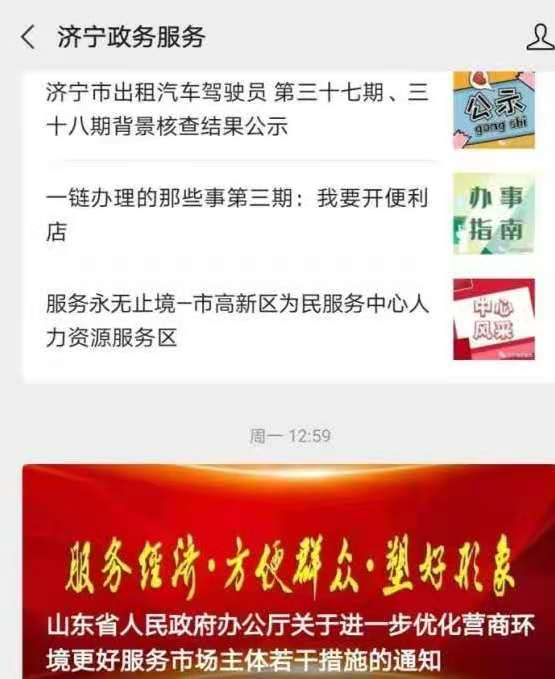 济宁政务服务
济宁市出租汽车驾驶员 第三十七期、三
十八期背景核查结果公示
公示
gong shi
一链办理的那些事第三期：我要开便利
店
办事
指南
服务永无止境—市高新区为民服务中心人
力资源服务区
中心
风采
周一 12:59
服务经济·方便群众·塑好形象
山东省人民政府办公厅关于进一步优化营商环
境更好服务市场主体若干措施的通知